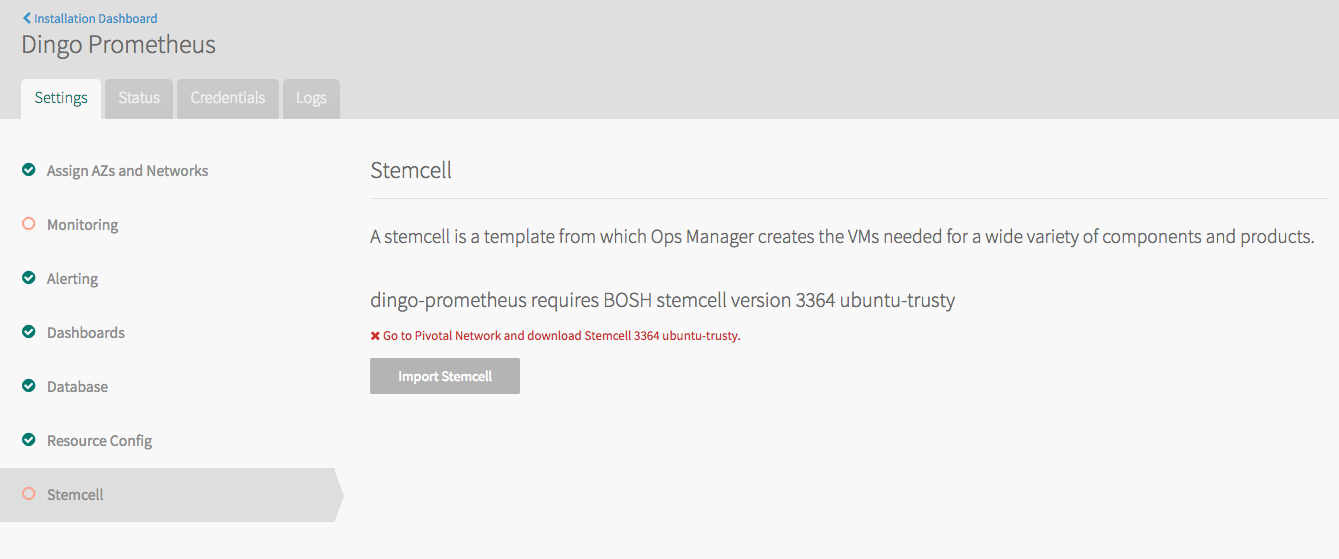 Installation Dashboard
Dingo Prometheus
Settings
Status
Credentials
Logs
Assign AZs and Networks
Monitoring
Alerting
Dashboards
Database
Resource Config
Stemcell
Stemcell
A stemcell is a template from which Ops Manager creates the VMs needed for a wide variety of components and products.
dingo-prometheus requires BOSH stemcell version 3364 ubuntu-trusty
Go to Pivotal Network and download Stemcell 3364 ubuntu-trusty.
Import Stemcell